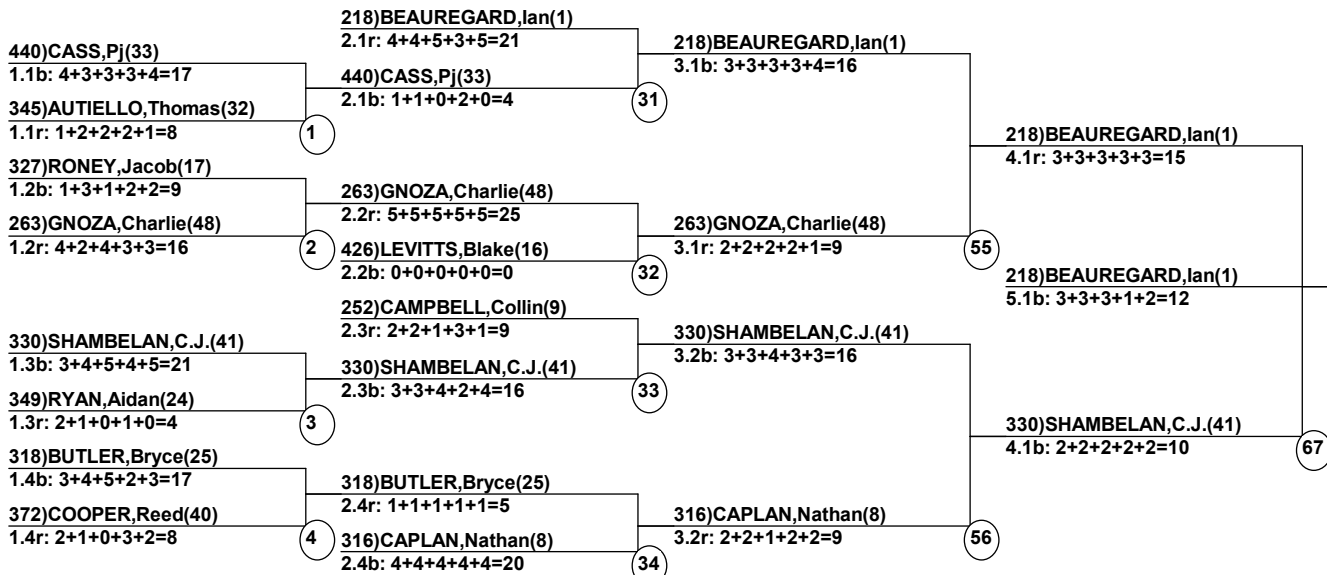 440)CASS,Pj(33)
1.1b: 4+3+3+3+4=17
345)AUTIELLO,Thomas(32)
1.1r: 1+2+2+2+1=8
1
327)RONEY,Jacob(17)
1.2b: 1+3+1+2+2=9
263)GNOZA,Charlie(48)
1.2r: 4+2+4+3+3=16
2
330)SHAMBELAN,C.J.(41)
1.3b: 3+4+5+4+5=21
349)RYAN,Aidan(24)
1.3r: 2+1+0+1+0=4
3
318)BUTLER,Bryce(25)
1.4b: 3+4+5+2+3=17
372)COOPER,Reed(40)
1.4r: 2+1+0+3+2=8
4
218)BEAUREGARD,Ian(1)
2.1r: 4+4+5+3+5=21
440)CASS,Pj(33)
2.1b: 1+1+0+2+0=4
31
263)GNOZA,Charlie(48)
2.2r: 5+5+5+5+5=25
426)LEVITTS,Blake(16)
2.2b: 0+0+0+0+0=0
32
252)CAMPBELL,Collin(9)
2.3r: 2+2+1+3+1=9
330)SHAMBELAN,C.J.(41)
2.3b: 3+3+4+2+4=16
33
318)BUTLER,Bryce(25)
2.4r: 1+1+1+1+1=5
316)CAPLAN,Nathan(8)
2.4b: 4+4+4+4+4=20
34
218)BEAUREGARD,Ian(1)
3.1b: 3+3+3+3+4=16
263)GNOZA,Charlie(48)
3.1r: 2+2+2+2+1=9
55
330)SHAMBELAN,C.J.(41)
3.2b: 3+3+4+3+3=16
316)CAPLAN,Nathan(8)
3.2r: 2+2+1+2+2=9
56
218)BEAUREGARD,Ian(1)
4.1r: 3+3+3+3+3=15
218)BEAUREGARD,Ian(1)
5.1b: 3+3+3+1+2=12
330)SHAMBELAN,C.J.(41)
4.1b: 2+2+2+2+2=10
67